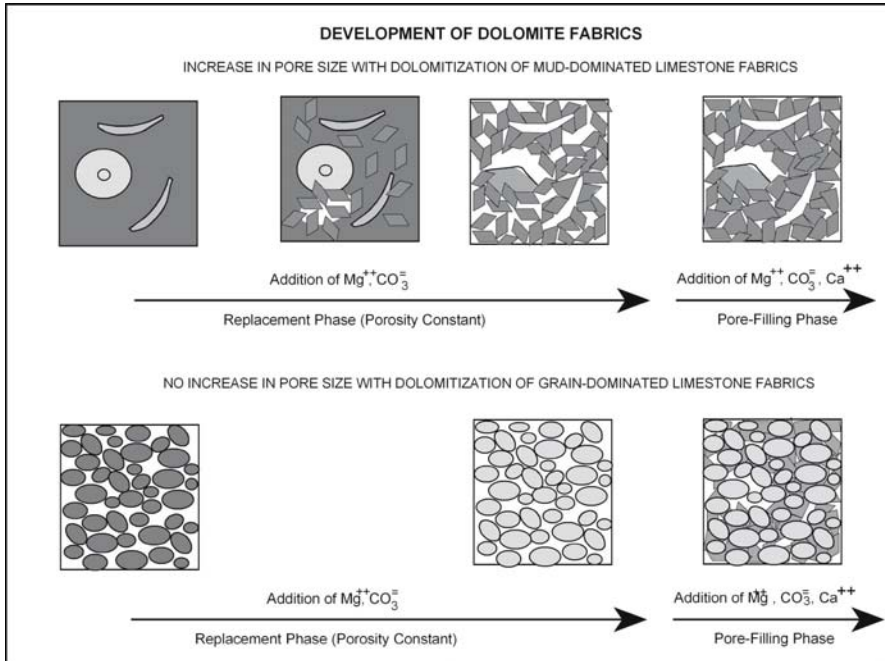 DEVELOPMENT OF DOLOMITE FABRICS
INCREASE IN PORE SIZE WITH DOLOMITIZATION OF MUD-DOMINATED LIMESTONE FABRICS
Addition of Mg⁺⁺, CO₃⁼
Replacement Phase (Porosity Constant)
Addition of Mg⁺⁺, CO₃⁼, Ca⁺⁺
Pore-Filling Phase
NO INCREASE IN PORE SIZE WITH DOLOMITIZATION OF GRAIN-DOMINATED LIMESTONE FABRICS
Addition of Mg⁺⁺, CO₃⁼
Replacement Phase (Porosity Constant)
Addition of Mg⁺⁺, CO₃⁼, Ca⁺⁺
Pore-Filling Phase